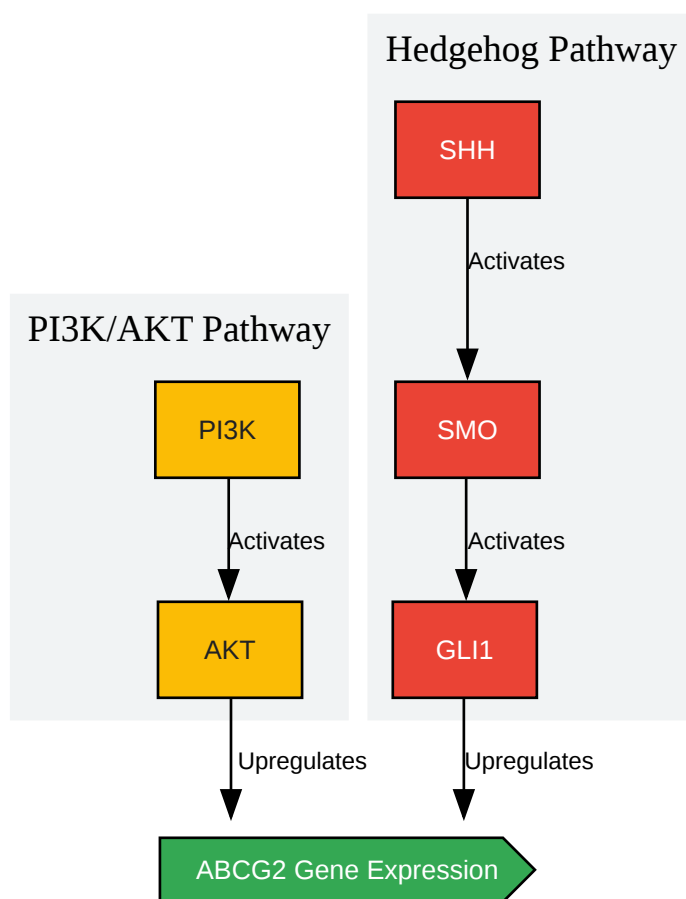 Hedgehog Pathway
SHH
Activates
PI3K/AKT Pathway
PI3K
SMO
Activates
Activates
AKT
GLI1
Upregulates
Upregulates
ABCG2 Gene Expression